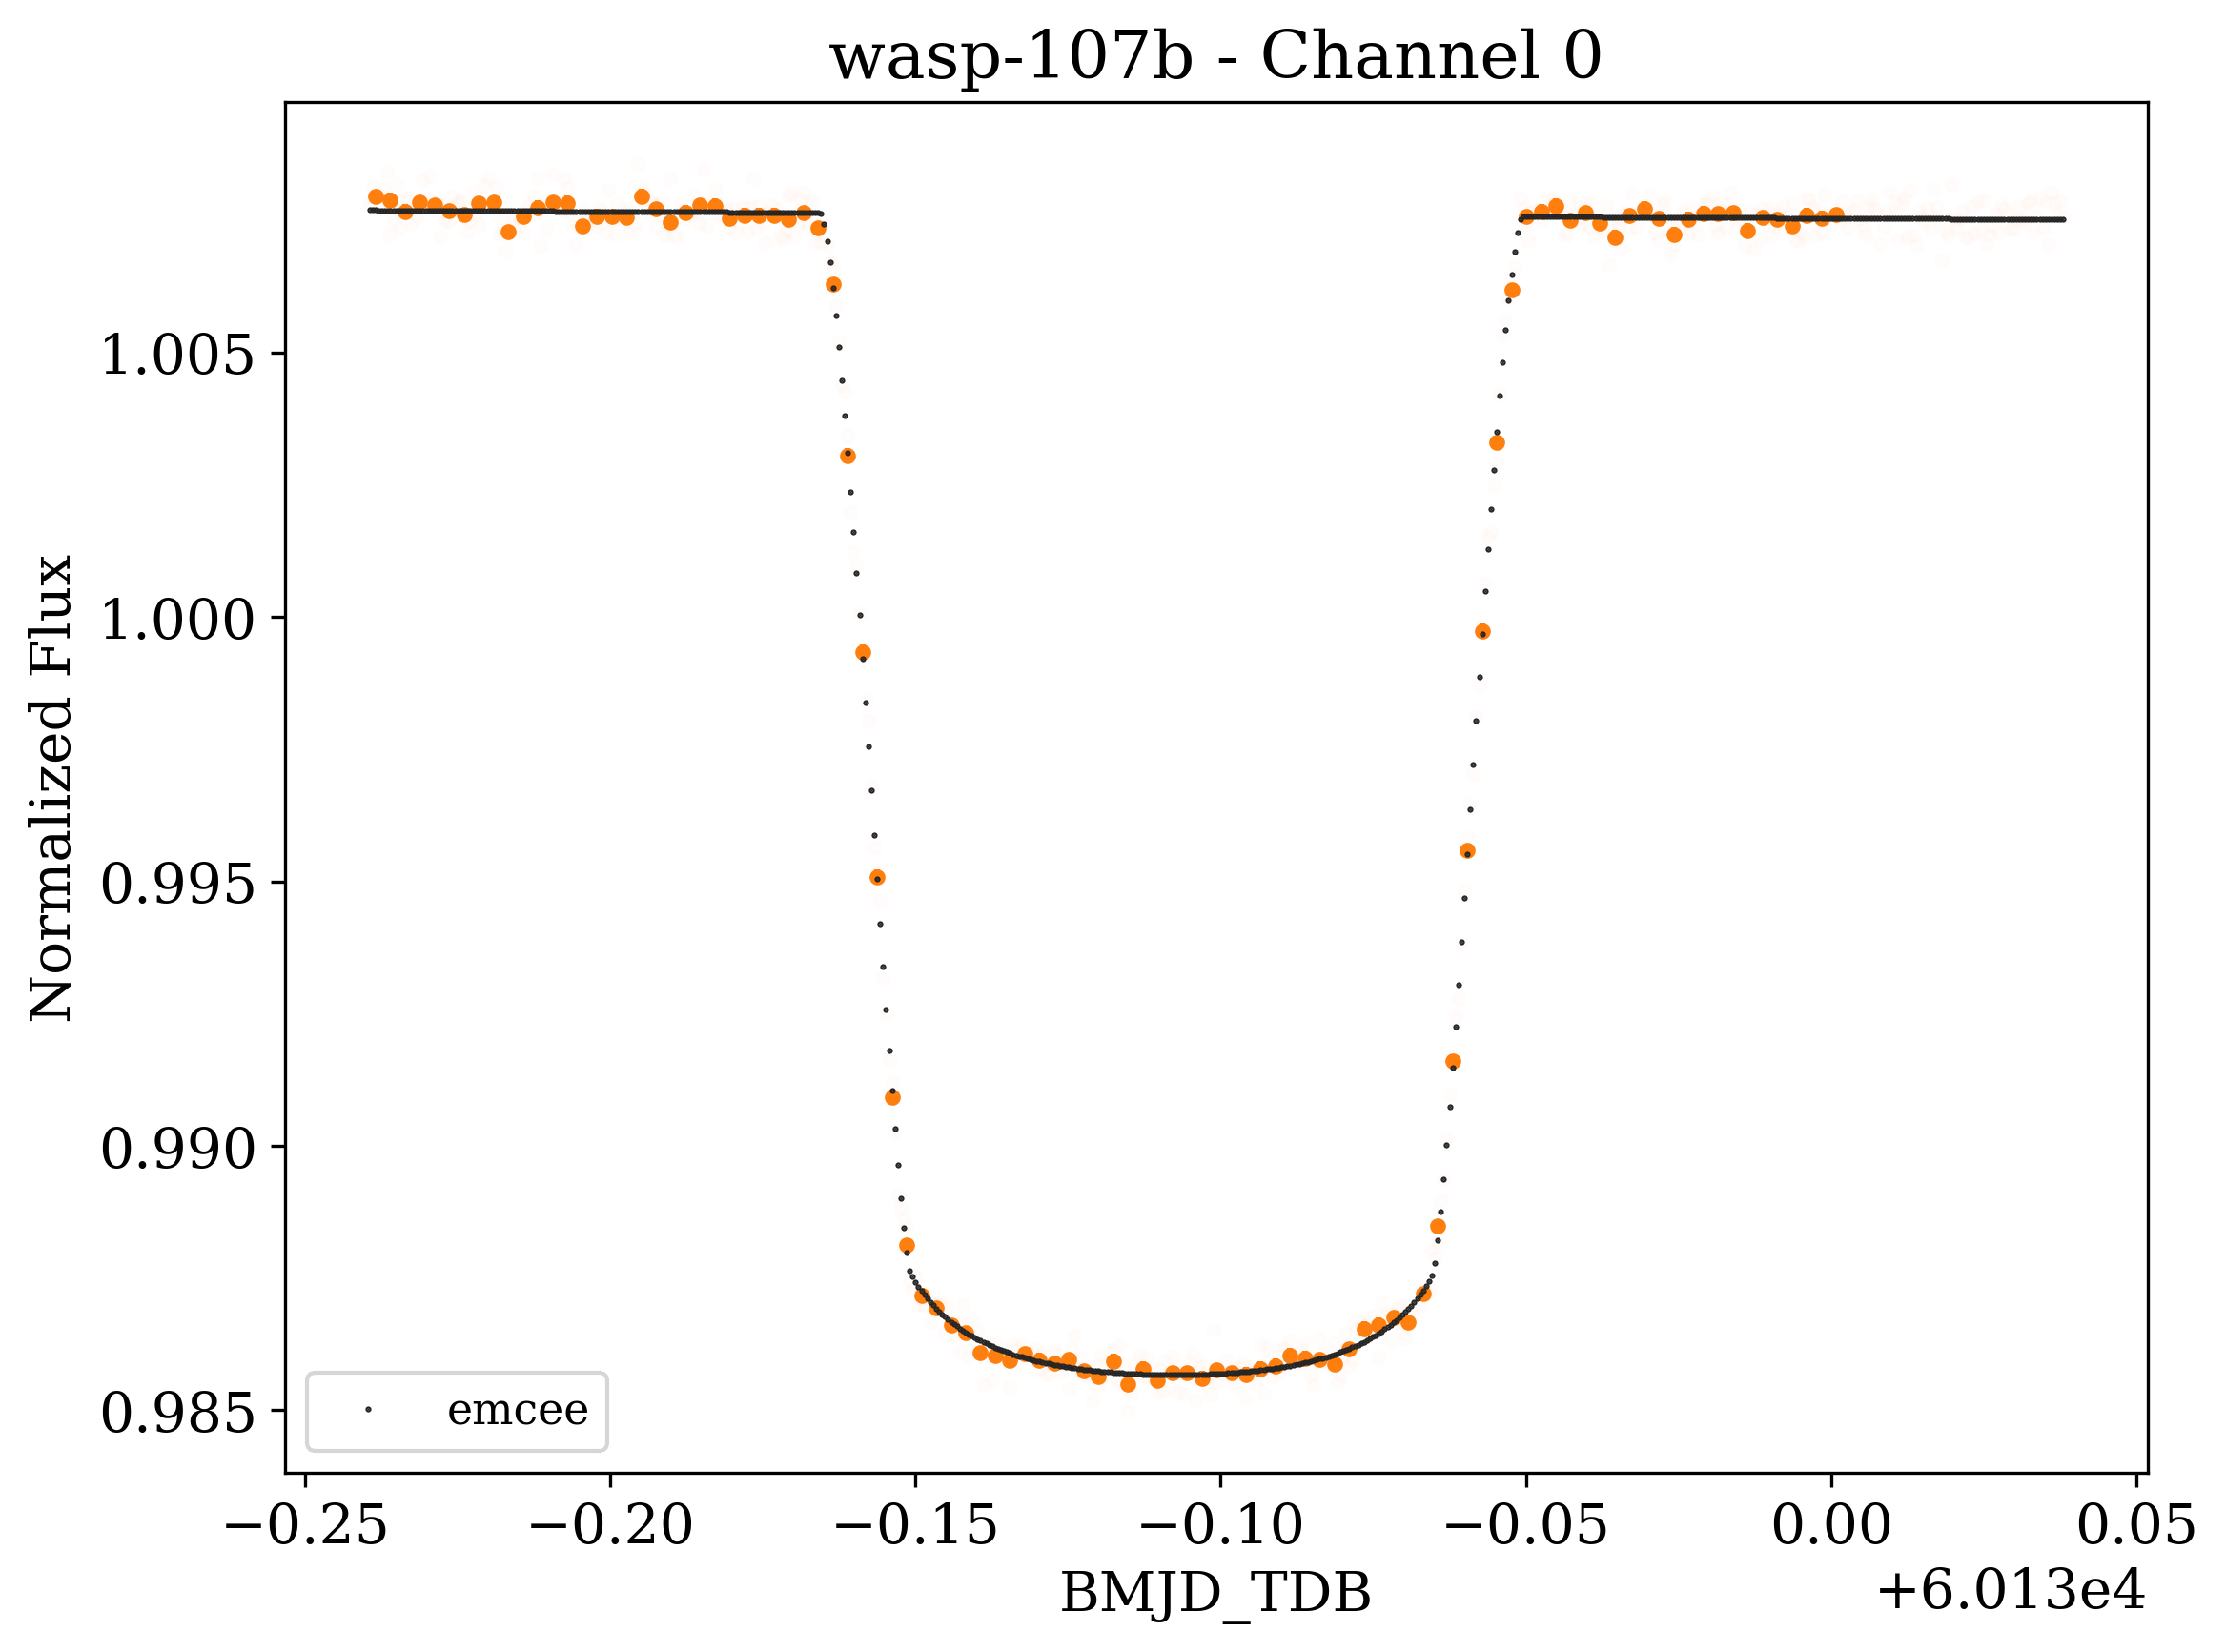 wasp-107b - Channel 0
Normalized Flux
1.005
1.000
0.995
0.990
0.985
emcee
−0.25 −0.20 −0.15 −0.10 −0.05 0.00 0.05
BMJD_TDB
+6.013e4